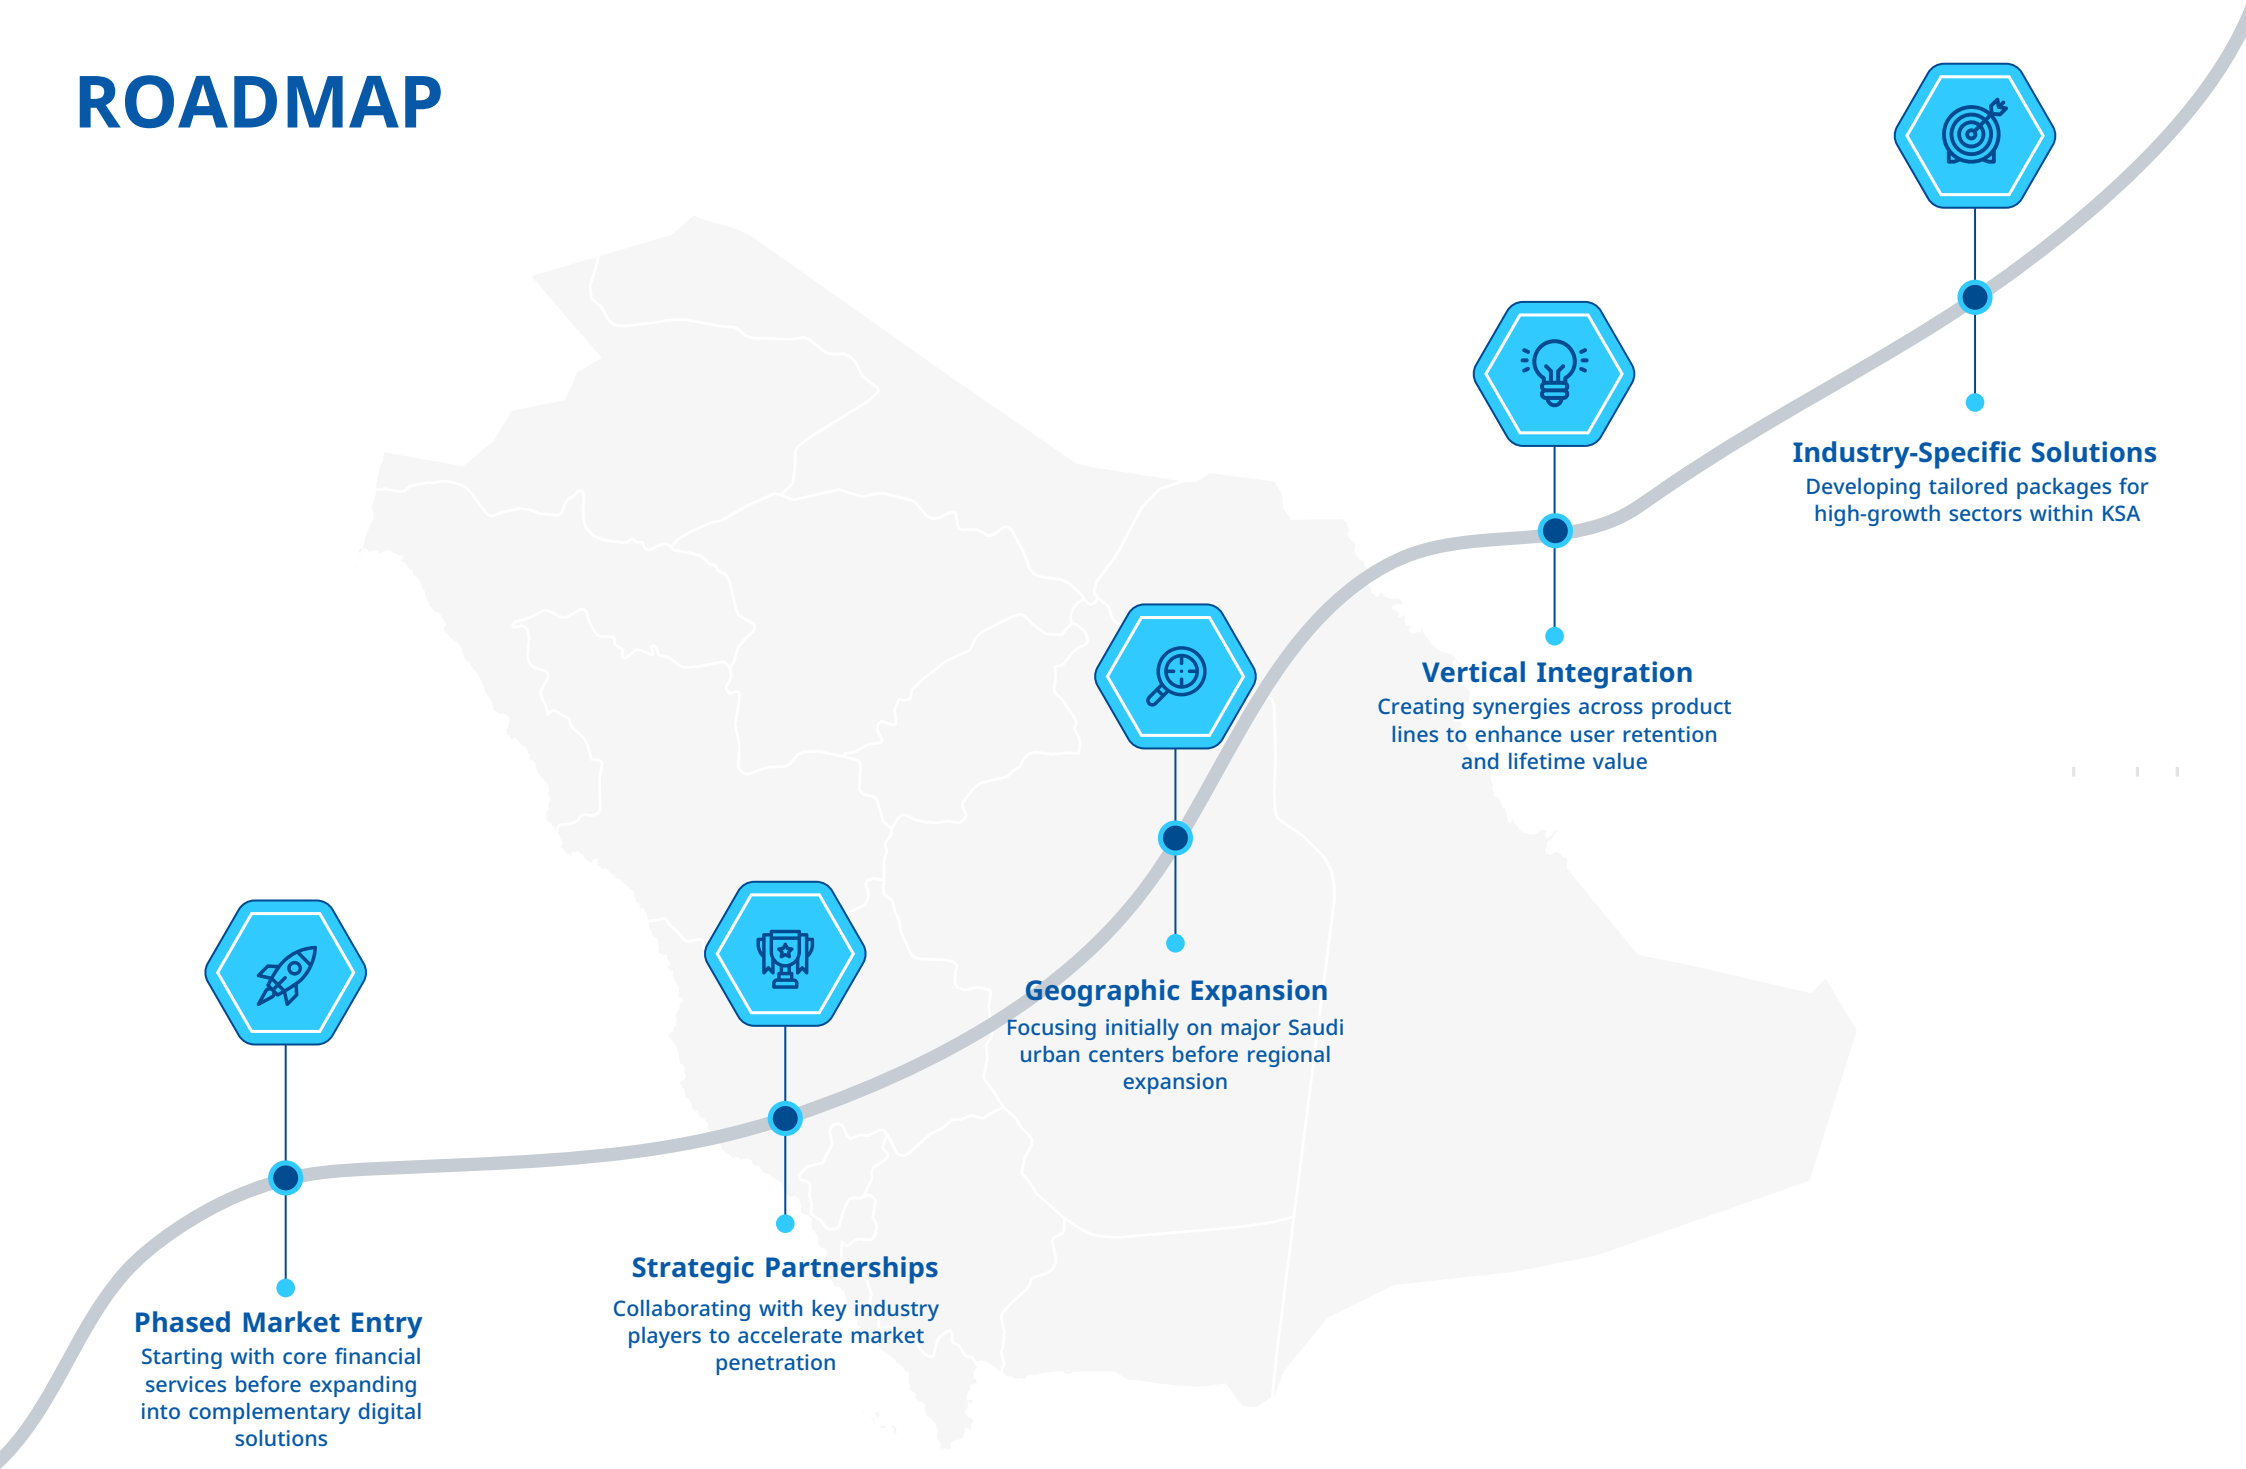 ROADMAP
Phased Market Entry
Starting with core financial
services before expanding
into complementary digital
solutions
Strategic Partnerships
Collaborating with key industry
players to accelerate market
penetration
Geographic Expansion
Focusing initially on major Saudi
urban centers before regional
expansion
Vertical Integration
Creating synergies across product
lines to enhance user retention
and lifetime value
Industry-Specific Solutions
Developing tailored packages for
high-growth sectors within KSA